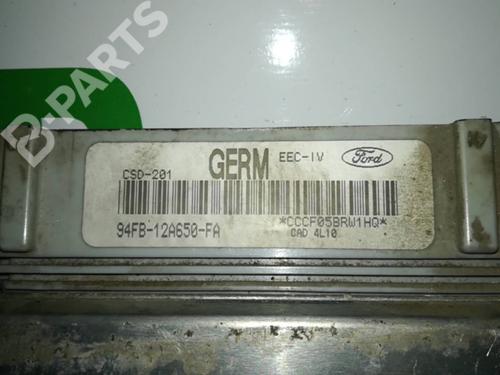 B-PARTS
GERM EEC-IV Ford
CSD-201
94FB-12A650-FA *CCCF05BRW1HQ*
CAD 4L10